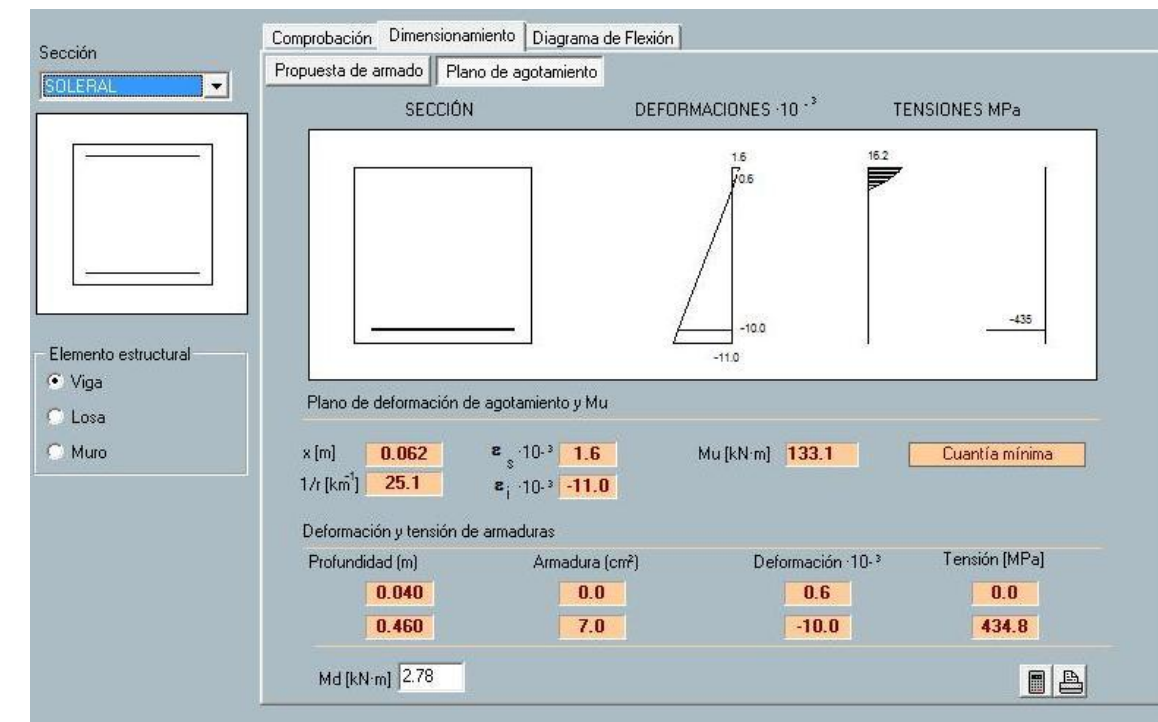 Sección
SOLERAL
Elemento estructural
Viga
Losa
Muro
Comprobación Dimensionamiento Diagrama de Flexión
Propuesta de armado Plano de agotamiento
SECCIÓN DEFORMACIONES ·10 -3 TENSIONES MPa
1.6 16.2
0.6
-10.0 -435
-11.0
Plano de deformación de agotamiento y Mu
x [m] 0.062 ε s ·10-3 1.6 Mu [kN·m] 133.1 Cuantía mínima
1/r [km-1] 25.1 ε i ·10-3 -11.0
Deformación y tensión de armaduras
Profundidad (m) Armadura (cm²) Deformación ·10-3 Tensión [MPa]
0.040 0.0 0.6 0.0
0.460 7.0 -10.0 434.8
Md [kN·m] 2.78